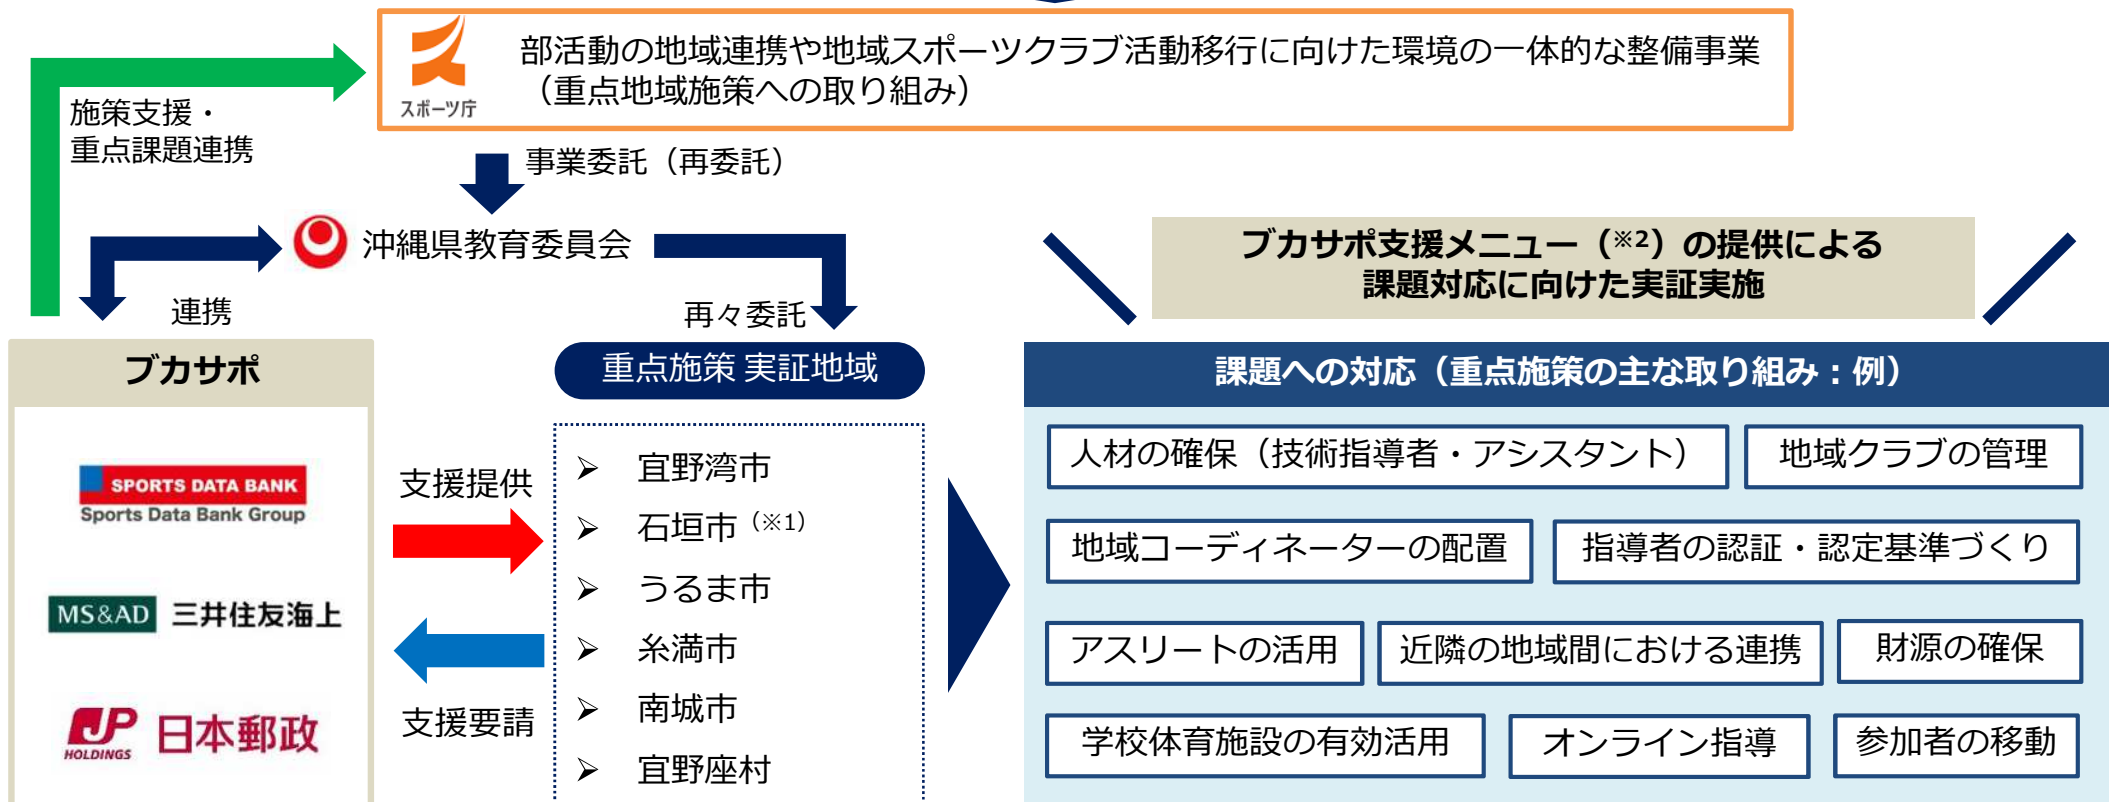 スポーツ庁
部活動の地域連携や地域スポーツクラブ活動移行に向けた環境の一体的な整備事業
（重点地域施策への取り組み）
施策支援・
重点課題連携
事業委託（再委託）
沖縄県教育委員会
連携
再々委託
ブカサポ支援メニュー（※2）の提供による
課題対応に向けた実証実施
ブカサポ
SPORTS DATA BANK
Sports Data Bank Group
MS&AD 三井住友海上
JP
HOLDINGS
日本郵政
支援提供
支援要請
重点施策 実証地域
➢ 宜野湾市
➢ 石垣市（※1）
➢ うるま市
➢ 糸満市
➢ 南城市
➢ 宜野座村
課題への対応（重点施策の主な取り組み：例）
人材の確保（技術指導者・アシスタント）
地域クラブの管理
地域コーディネーターの配置
指導者の認証・認定基準づくり
アスリートの活用
近隣の地域間における連携
財源の確保
学校体育施設の有効活用
オンライン指導
参加者の移動